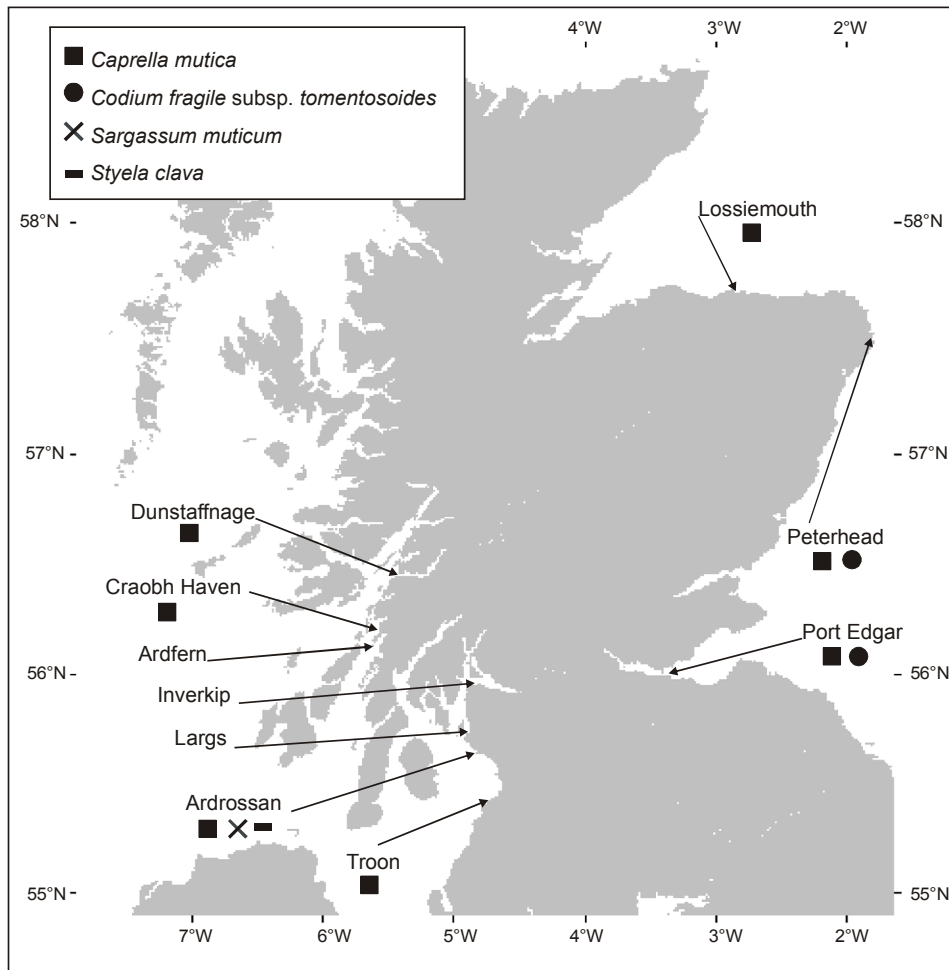 4°W 3°W 2°W
Caprella mutica
Codium fragile subsp. tomentosoides
Sargassum muticum
Styela clava
58°N 58°N
Lossiemouth
57°N 57°N
Dunstaffnage
Peterhead
Craobh Haven
Port Edgar
Ardfern
56°N 56°N
Inverkip
Largs
Ardrossan
Troon
55°N 55°N
7°W 6°W 5°W 4°W 3°W 2°W